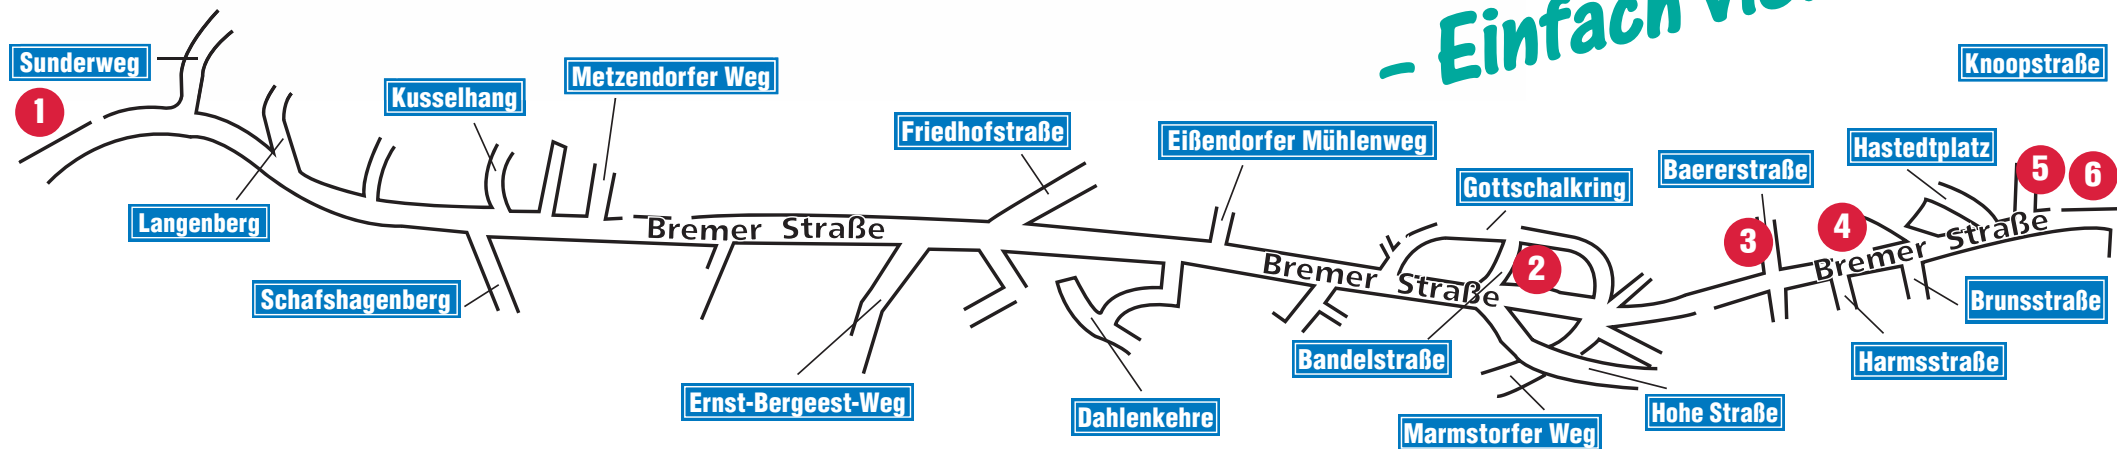 – Einfach
Knoopstraße
Sunderweg
1
Kusselhang
Metzendorfer Weg
Friedhofstraße
Eißendorfer Mühlenweg
Gottschalkring
Baererstraße
Hastedtplatz
5
6
Langenberg
Bremer Straße
Bremer Straße
2
3
4
Bremer Straße
Schafshagenberg
Brunsstraße
Bandelstraße
Harmsstraße
Ernst-Bergeest-Weg
Dahlenkehre
Hohe Straße
Marmstorfer Weg